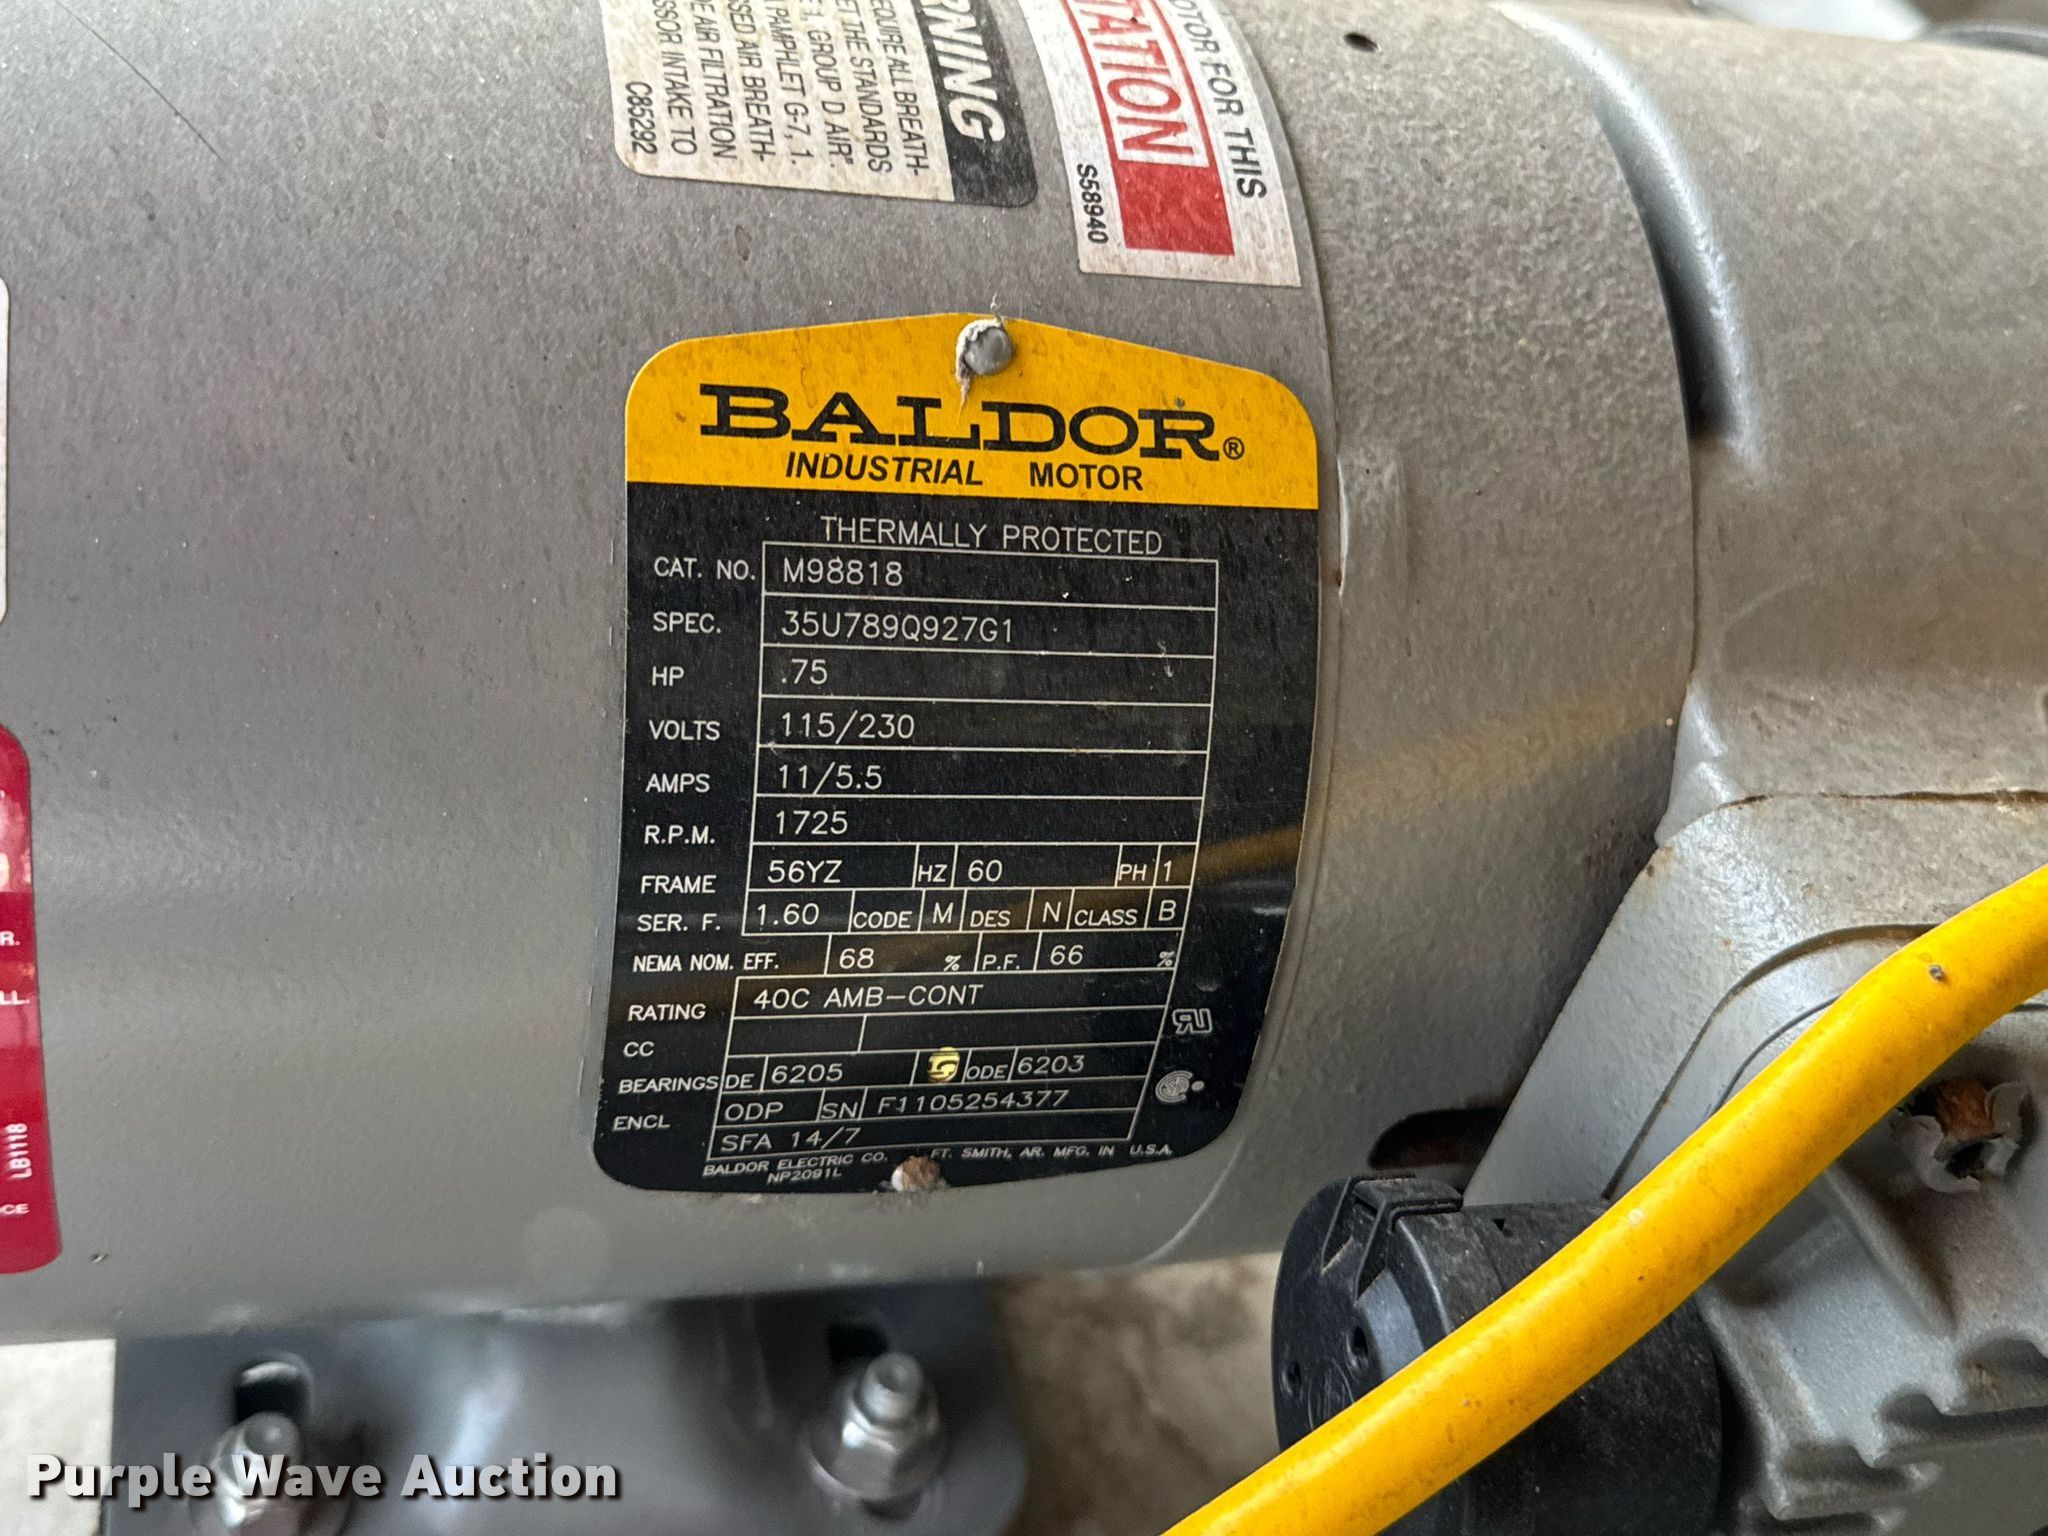 RNING
EQUIRE ALL BREATH-
ET THE STANDARDS
E 1, GROUP D AIR".
PAMPHLET G-7, 1.
SSED AIR BREATH-
DE AIR FILTRATION
SSOR INTAKE TO
C85292
OTOR FOR THIS
TATION
S58940
BALDOR®
INDUSTRIAL MOTOR
THERMALLY PROTECTED
CAT. NO. M98818
SPEC. 35U789Q927G1
HP .75
VOLTS 115/230
AMPS 11/5.5
R.P.M. 1725
FRAME 56YZ HZ 60 PH 1
SER. F. 1.60 CODE M DES N CLASS B
NEMA NOM. EFF. 68 % P.F. 66 %
RATING 40C AMB-CONT
CC
BEARINGS DE 6205 ODE 6203
ENCL ODP SN F1105254377
SFA 14/7
BALDOR ELECTRIC CO. FT. SMITH, AR. MFG. IN U.S.A.
NP2091L
R.
LL.
LB1118
CE
Purple Wave Auction